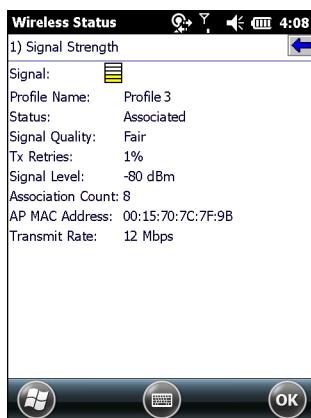 Wireless Status 4:08
1) Signal Strength
Signal:
Profile Name: Profile 3
Status: Associated
Signal Quality: Fair
Tx Retries: 1%
Signal Level: -80 dBm
Association Count: 8
AP MAC Address: 00:15:70:7C:7F:9B
Transmit Rate: 12 Mbps
OK